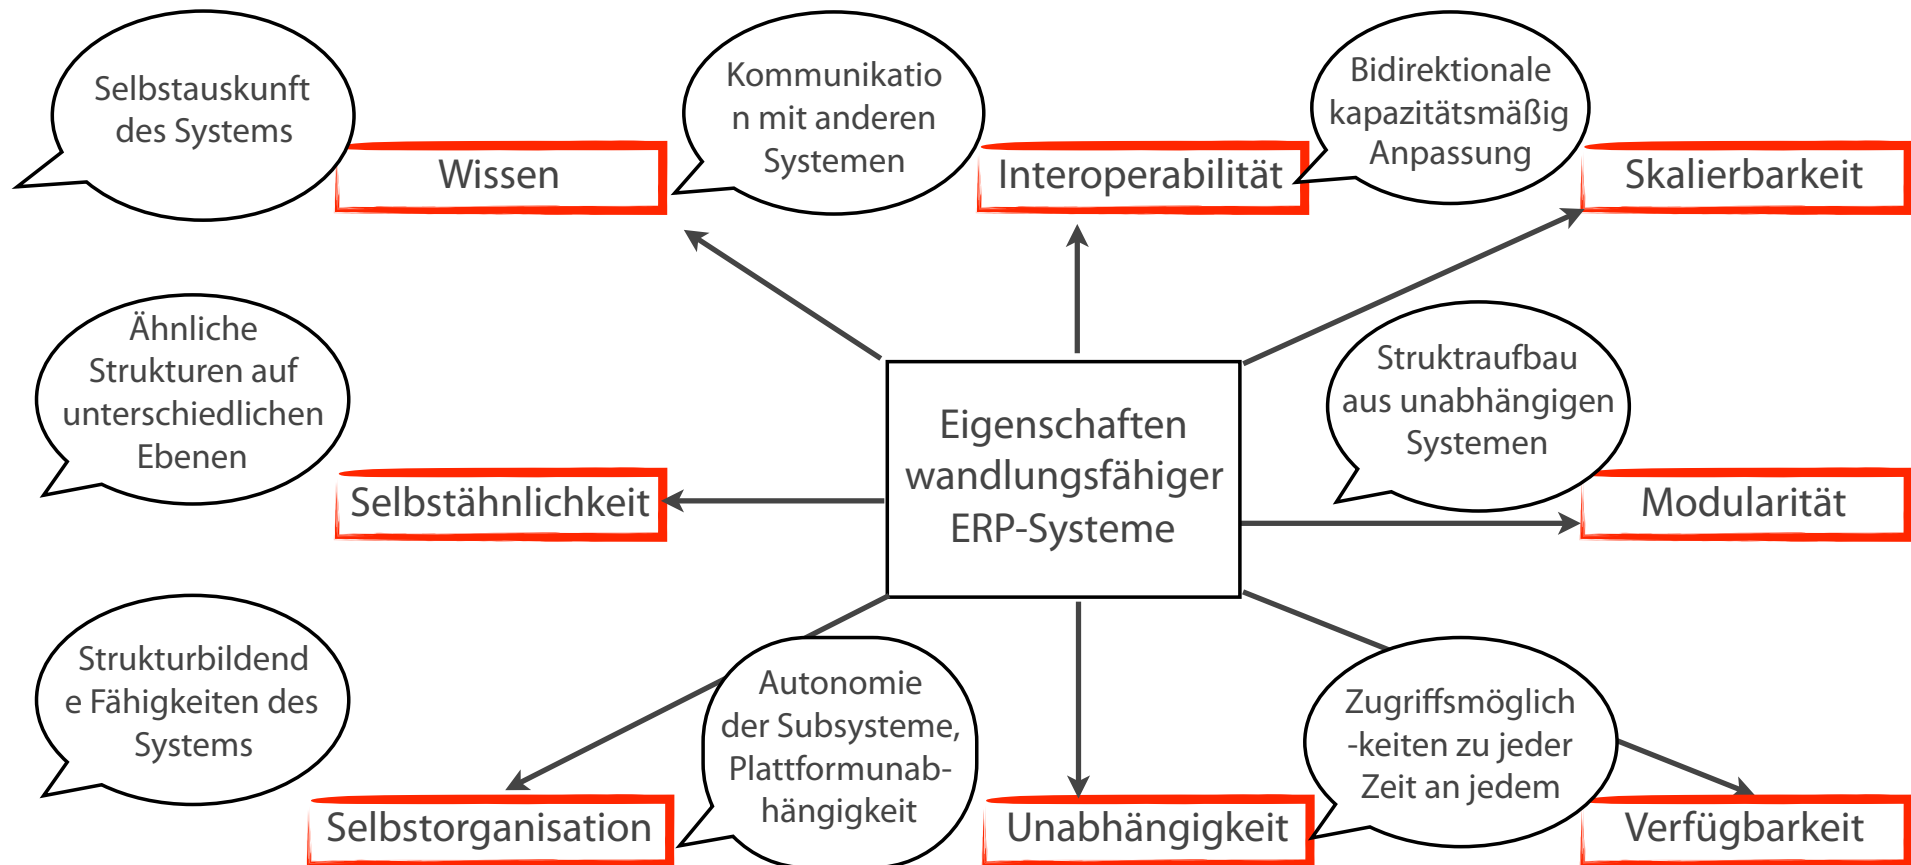 Selbstauskunft
des Systems
Wissen
Kommunikatio
n mit anderen
Systemen
Interoperabilität
Bidirektionale
kapazitätsmäßig
Anpassung
Skalierbarkeit
Ähnliche
Strukturen auf
unterschiedlichen
Ebenen
Selbstähnlichkeit
Eigenschaften
wandlungsfähiger
ERP-Systeme
Struktraufbau
aus unabhängigen
Systemen
Modularität
Strukturbildend
e Fähigkeiten des
Systems
Selbstorganisation
Autonomie
der Subsysteme,
Plattformunab-
hängigkeit
Unabhängigkeit
Zugriffsmöglich
-keiten zu jeder
Zeit an jedem
Verfügbarkeit